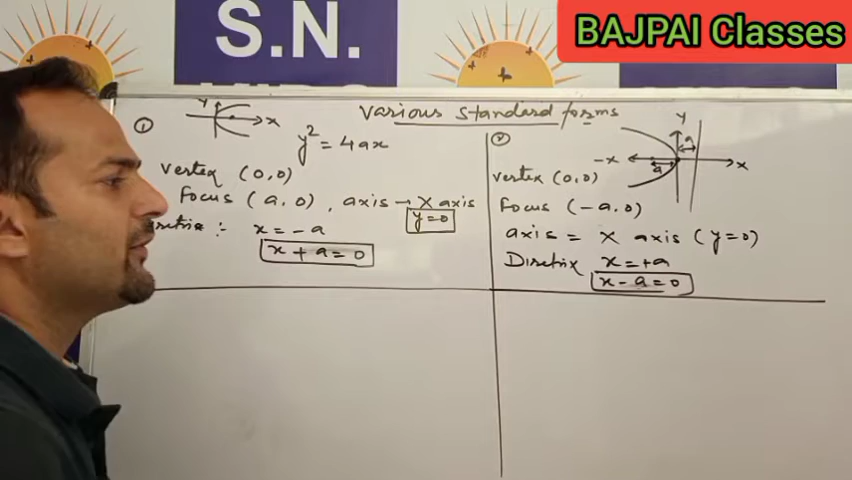 S.N.
BAJPAI Classes
Various Standard forms
①
Y
X
y² = 4ax
Vertex (0,0)
Focus (a,0), axis → X axis
y=0
x = -a
x + a = 0
②
Y
a
-X
a
X
Vertex (0,0)
Focus (-a,0)
axis = X axis (y=0)
Diretrix x=+a
x - a = 0